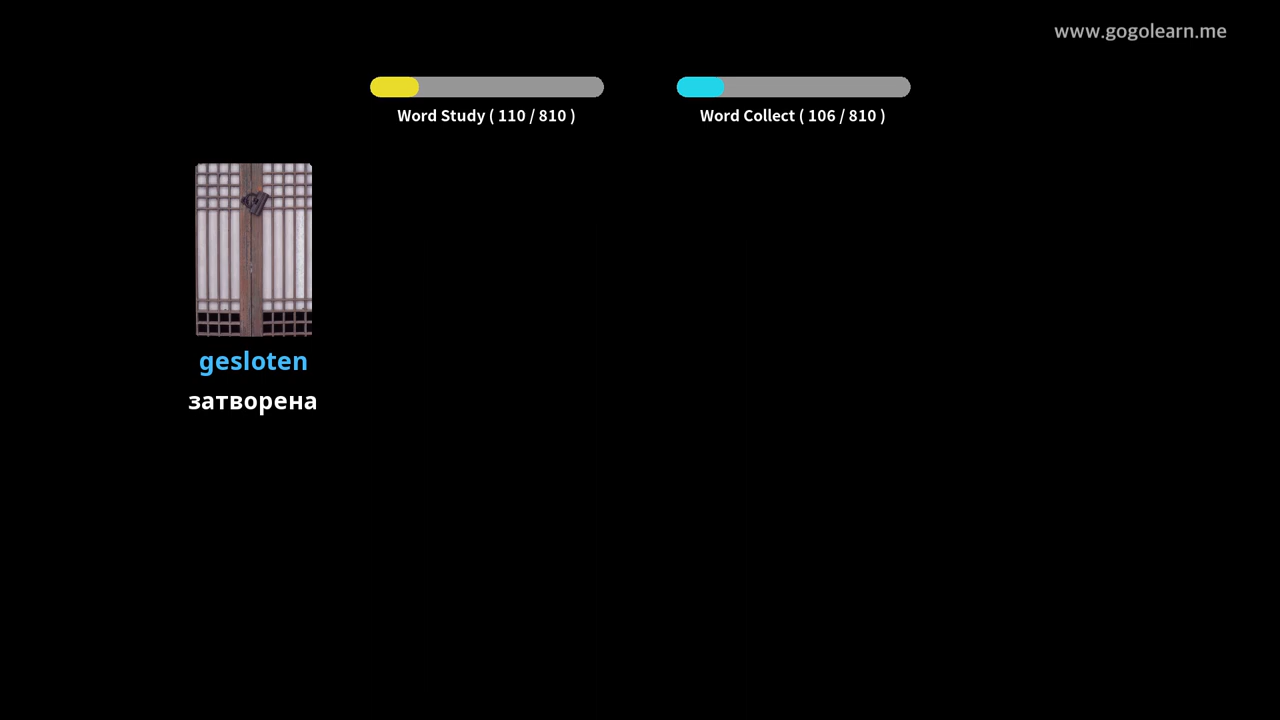 www.gogolearn.me
Word Study ( 110 / 810 )
Word Collect ( 106 / 810 )
gesloten
затворена